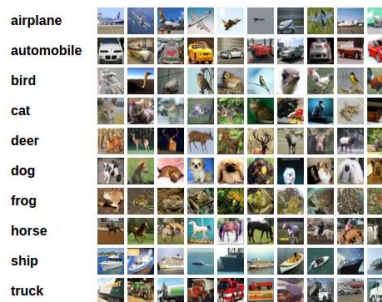 airplane
automobile
bird
cat
deer
dog
frog
horse
ship
truck